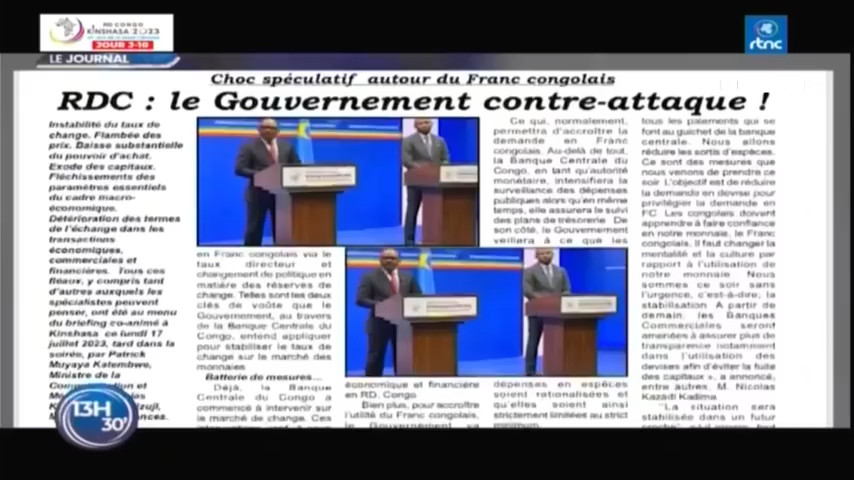 RD CONGO
KINSHASA 2023
JOUR J-10
rtnc
LE JOURNAL
Choc spéculatif autour du Franc congolais
RDC : le Gouvernement contre-attaque !
Instabilité du taux de
change. Flambée des
prix. Baisse substantielle
du pouvoir d'achat.
Exode des capitaux.
Fléchissements des
paramètres essentiels
du cadre macro-
économique.
Détérioration des termes
de l'échange dans les
transactions
économiques,
commerciales et
financières. Tous ces
fléaux, y compris tant
d'autres auxquels les
spécialistes peuvent
penser, ont été au menu
du briefing co-animé à
Kinshasa ce lundi 17
juillet 2023, tard dans la
soirée, par Patrick
Muyaya Katembwe,
Ministre de la
en Franc congolais via le
taux directeur et
changement de politique en
matière des réserves de
change. Telles sont les deux
clés de voûte que le
Gouvernement, au travers
de la Banque Centrale du
Congo, entend appliquer
pour stabiliser le taux de
change sur le marché des
monnaies
Batterie de mesures...
Déjà, la Banque
Centrale du Congo a
commencé à intervenir sur
le marché de change. Ces
économique et financière
en RD. Congo
Bien plus, pour accroître
l'utilité du Franc congolais,
le Gouvernement va
Ce qui, normalement,
permettra d'accroître la
demande en Franc
congolais. Au-delà de tout,
la Banque Centrale du
Congo, en tant qu'autorité
monétaire, intensifiera la
surveillance des dépenses
publiques alors qu'en même
temps, elle assurera le suivi
des plans de trésorerie. De
son côté, le Gouvernement
veillera à ce que les
dépenses en espèces
soient rationalisées et
qu'elles soient ainsi
strictement limitées au strict
minimum.
tous les paiements qui se
font au guichet de la banque
centrale. Nous allons
réduire les sortis d'espèces.
Ce sont des mesures que
nous venons de prendre ce
soir L'objectif est de réduire
la demande en devise pour
privilégier la demande en
FC. Les congolais doivent
apprendre à faire confiance
en notre monnaie, le Franc
congolais. Il faut changer la
mentalité et la culture par
rapport à l'utilisation de
notre monnaie Nous
sommes ce soir dans
l'urgence, c'est-à-dire, la
stabilisation A partir de
demain, les Banques
Commerciales seront
amenées à assurer plus de
transparence notamment
dans l'utilisation des
devises afin d'éviter la fuite
des capitaux », a annoncé,
entre autres, M. Nicolas
Kazadi Kadima
"La situation sera
stabilisée dans un futur
13H
30'